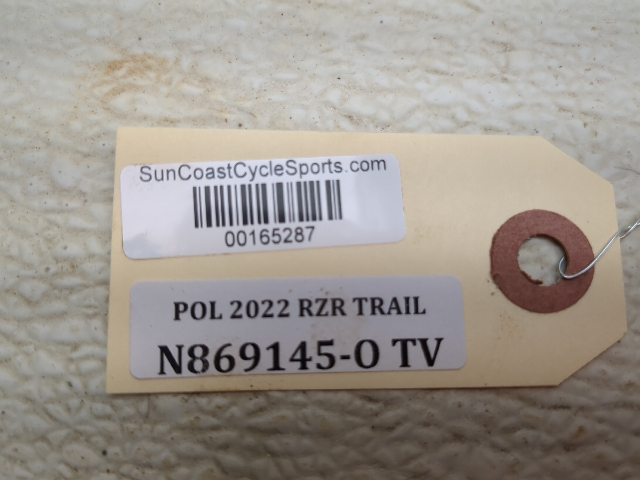 SunCoastCycleSports.com
00165287
POL 2022 RZR TRAIL
N869145-O TV